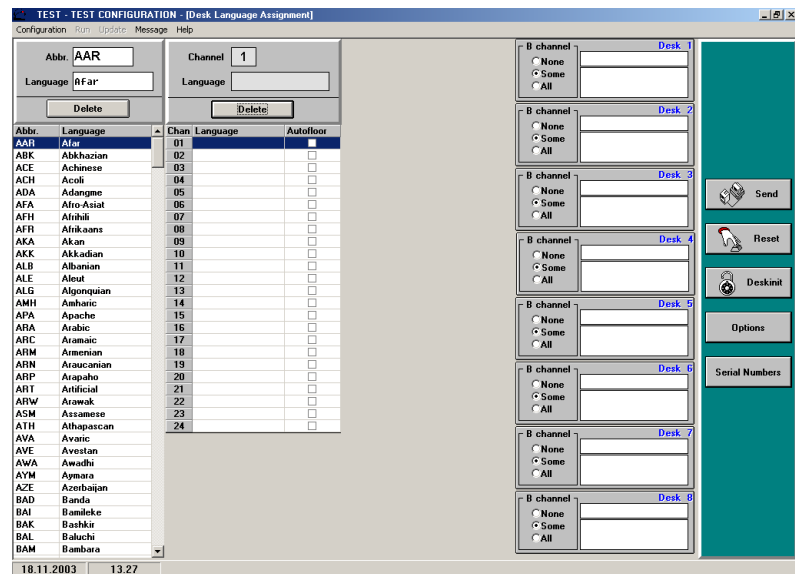 TEST - TEST CONFIGURATION - [Desk Language Assignment]
Configuration Run Update Message Help
Abbr. AAR
Language Afar
Delete
Abbr. Language
AAR Afar
ABK Abkhazian
ACE Achinese
ACH Acoli
ADA Adangme
AFA Afro-Asiat
AFH Afrihili
AFR Afrikaans
AKA Akan
AKK Akkadian
ALB Albanian
ALE Aleut
ALG Algonquian
AMH Amharic
APA Apache
ARA Arabic
ARC Aramaic
ARM Armenian
ARN Araucanian
ARP Arapaho
ART Artificial
ARW Arawak
ASM Assamese
ATH Athapascan
AVA Avaric
AVE Avestan
AWA Awadhi
AYM Aymara
AZE Azerbaijan
BAD Banda
BAI Bamileke
BAK Bashkir
BAL Baluchi
BAM Bambara
Channel 1
Language
Delete
Chan Language Autofloor
01
02
03
04
05
06
07
08
09
10
11
12
13
14
15
16
17
18
19
20
21
22
23
24
B channel Desk 1
None
Some
All
B channel Desk 2
None
Some
All
B channel Desk 3
None
Some
All
B channel Desk 4
None
Some
All
B channel Desk 5
None
Some
All
B channel Desk 6
None
Some
All
B channel Desk 7
None
Some
All
B channel Desk 8
None
Some
All
Send
Reset
Deskinit
Options
Serial Numbers
18.11.2003 13.27